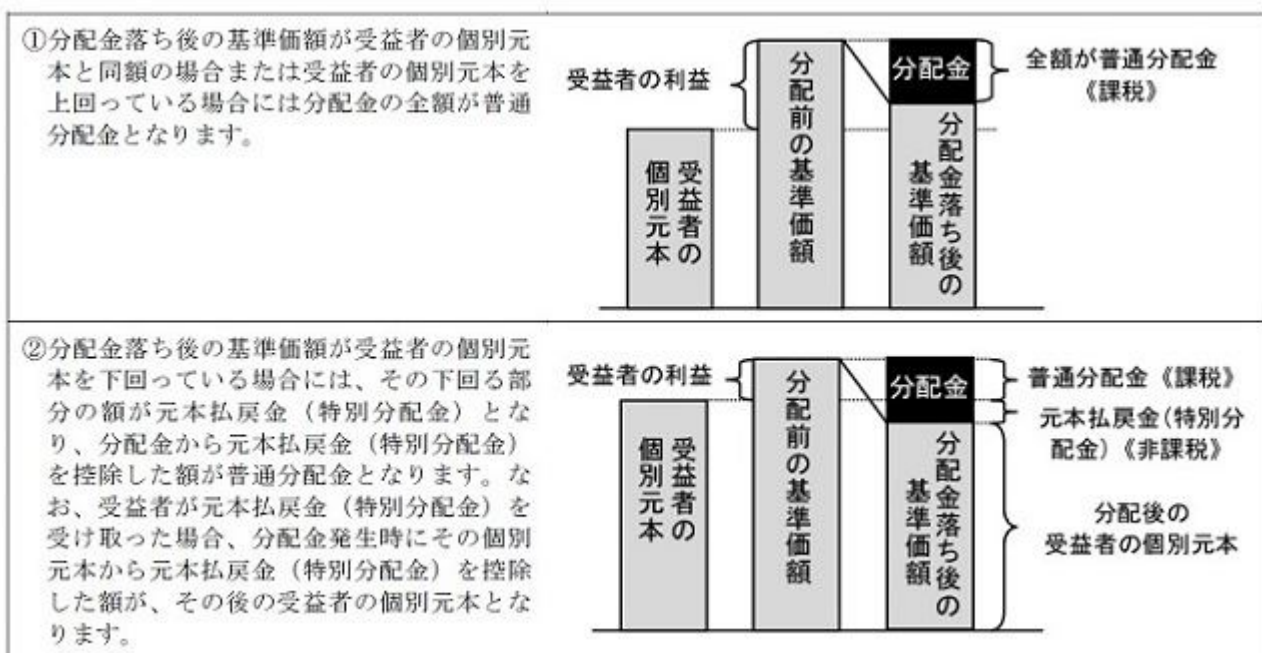 ①分配金落ち後の基準価額が受益者の個別元
本と同額の場合または受益者の個別元本を
上回っている場合には分配金の全額が普通
分配金となります。
受益者の利益
受益者の
個別元本
分配前の基準価額
分配金
分配金落ち後の
基準価額
全額が普通分配金
《課税》
②分配金落ち後の基準価額が受益者の個別元
本を下回っている場合には、その下回る部
分の額が元本払戻金（特別分配金）とな
り、分配金から元本払戻金（特別分配金）
を控除した額が普通分配金となります。な
お、受益者が元本払戻金（特別分配金）を
受け取った場合、分配金発生時にその個別
元本から元本払戻金（特別分配金）を控除
した額が、その後の受益者の個別元本とな
ります。
受益者の利益
受益者の
個別元本
分配前の基準価額
分配金
分配金落ち後の
基準価額
普通分配金《課税》
元本払戻金（特別分
配金）《非課税》
分配後の
受益者の個別元本